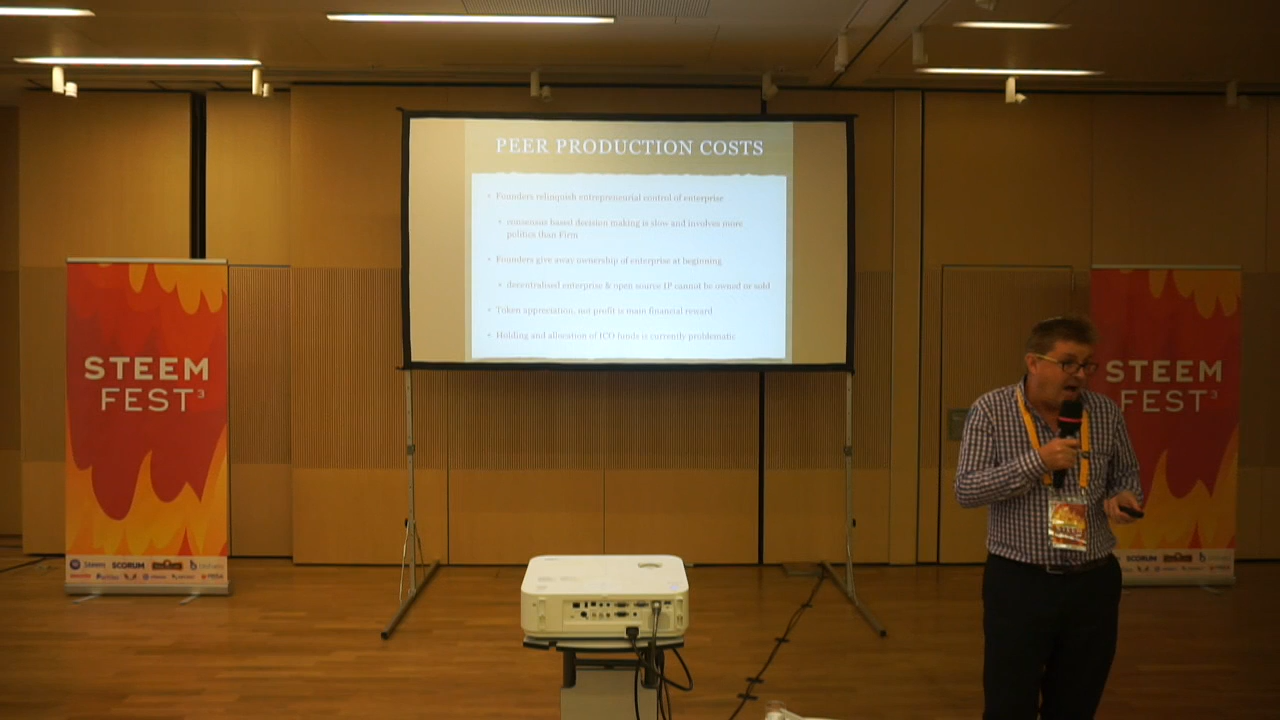 PEER PRODUCTION COSTS
Founders relinquish entrepreneurial control of enterprise
consensus based decision making is slow and involves more
politics than Firm
Founders give away ownership of enterprise at beginning
decentralised enterprise & open source IP cannot be owned or sold
Token appreciation, not profit is main financial reward
Holding and allocation of ICO funds is currently problematic
STEEM
FEST³
Steem SCORUM
STEEM
FEST³
SCORUM